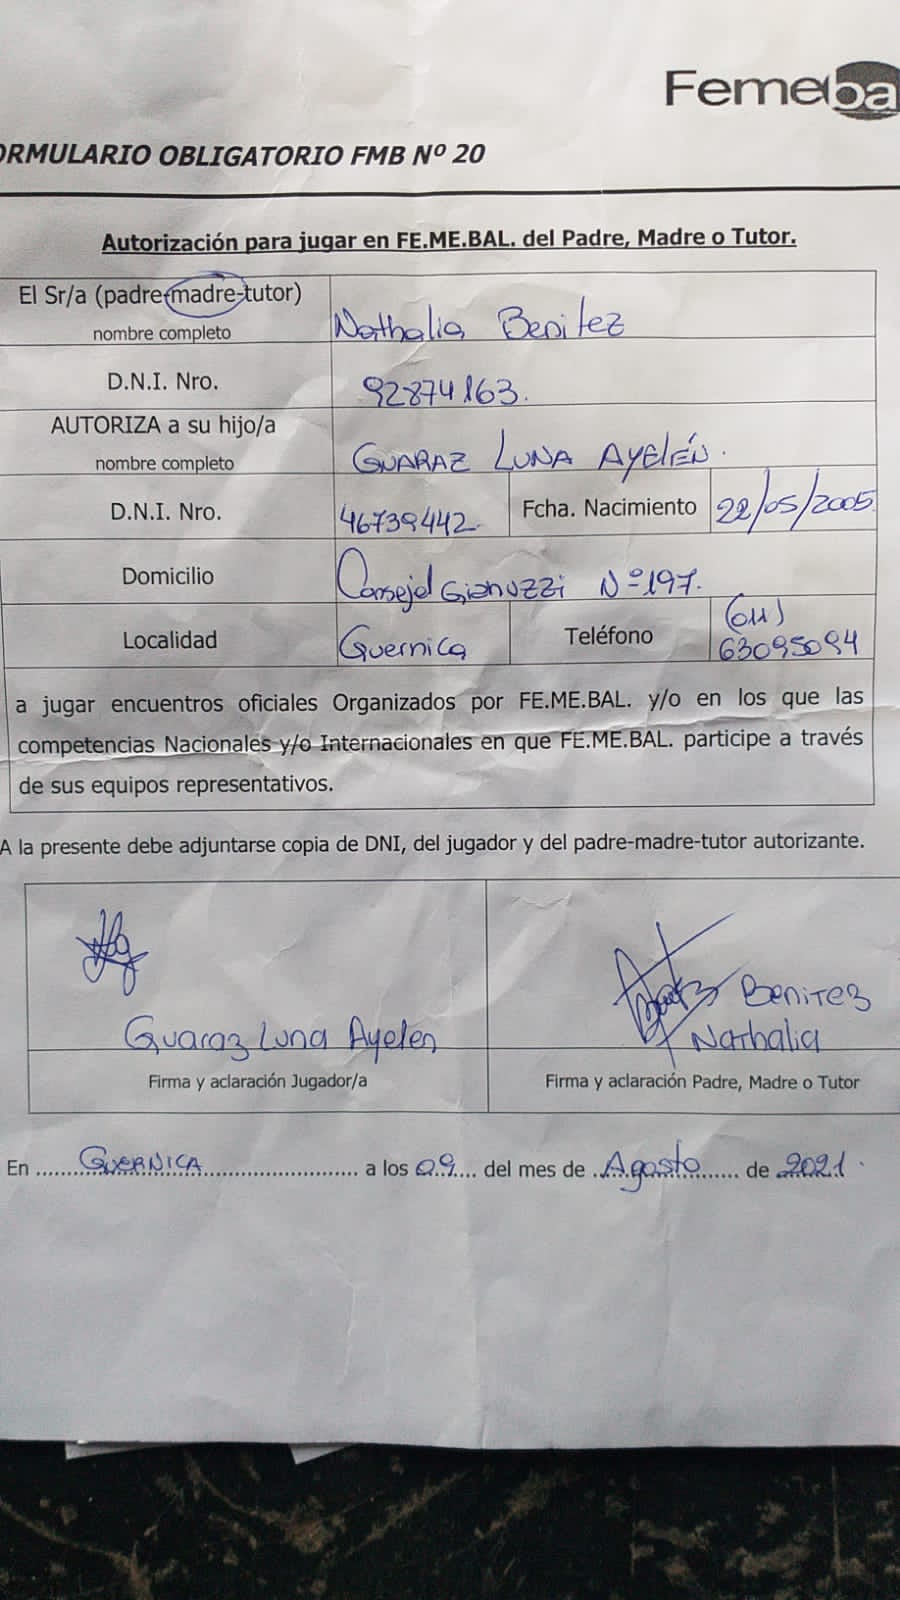 Femeba
ORMULARIO OBLIGATORIO FMB Nº 20
Autorización para jugar en FE.ME.BAL. del Padre, Madre o Tutor.
El Sr/a (padre-madre-tutor)
nombre completo
Nathalia Benitez
D.N.I. Nro.
92874163.
AUTORIZA a su hijo/a
nombre completo
GUARAZ LUNA AYELÉN.
D.N.I. Nro.
46739442
Fcha. Nacimiento
22/05/2005
Domicilio
Consejel Gianuzzi Nº197.
Localidad
Guernica
Teléfono
(011)
63095094
a jugar encuentros oficiales Organizados por FE.ME.BAL. y/o en los que las
competencias Nacionales y/o Internacionales en que FE.ME.BAL. participe a través
de sus equipos representativos.
A la presente debe adjuntarse copia de DNI, del jugador y del padre-madre-tutor autorizante.
Guaraz Luna Ayelen
Firma y aclaración Jugador/a
BENITEZ
NATHALIA
Firma y aclaración Padre, Madre o Tutor
En GUERNICA a los 09 del mes de Agosto de 2021.